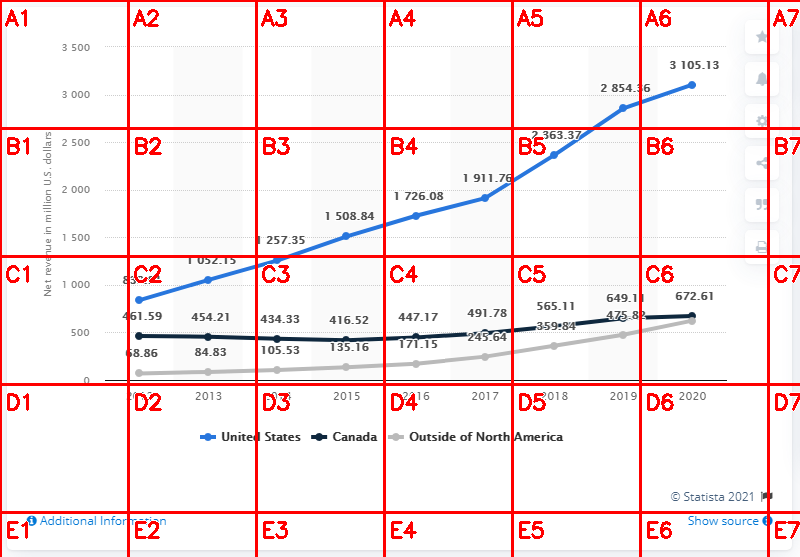 A1 A2 A3 A4 A5 A6 A7
3 500
3 105.13
3 000
2 854.36
B1 B2 B3 B4 B5 B6 B7
2 500
2 363.37
2 000
1 911.76
1 726.08
1 508.84
1 500
1 257.35
1 052.15
Net revenue in million U.S. dollars
C1 C2 C3 C4 C5 C6 C7
1 000
461.59 454.21 434.33 416.52 447.17 491.78 565.11 649.11 672.61
500
68.86 84.83 105.53 135.16 171.15 245.64 359.84 475.82
0
2013 2015 2016 2017 2018 2019 2020
D1 D2 D3 D4 D5 D6 D7
United States Canada Outside of North America
© Statista 2021
Additional Information Show source
E1 E2 E3 E4 E5 E6 E7